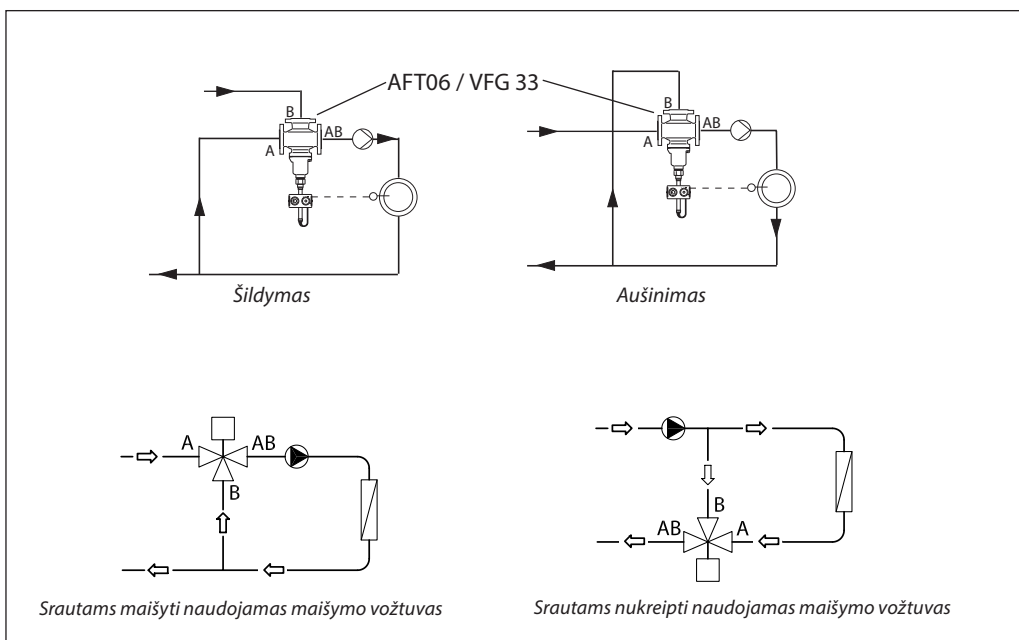 AFT06 / VFG 33
B
AB
A
Šildymas
B
AB
A
Aušinimas
A
AB
B
Srautams maišyti naudojamas maišymo vožtuvas
B
AB
A
Srautams nukreipti naudojamas maišymo vožtuvas